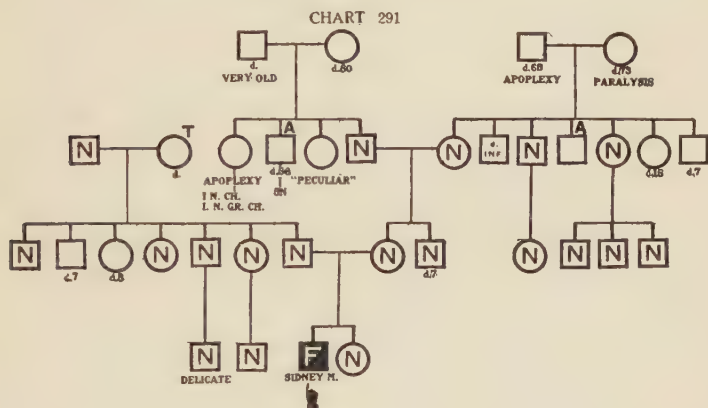 CHART 291
d.
VERY OLD
d.80
d.68
APOPLEXY
d.73
PARALYSIS
N
T
d.
APOPLEXY
1 N. CH.
1. N. GR. CH.
A
"PECULIAR"
N
N
d.
INF
N
A
N
d.18
d.7
N
d.7
d.8
N
N
N
N
N
N
d.7
N
N
N
N
N
DELICATE
N
F
SIDNEY M.
N